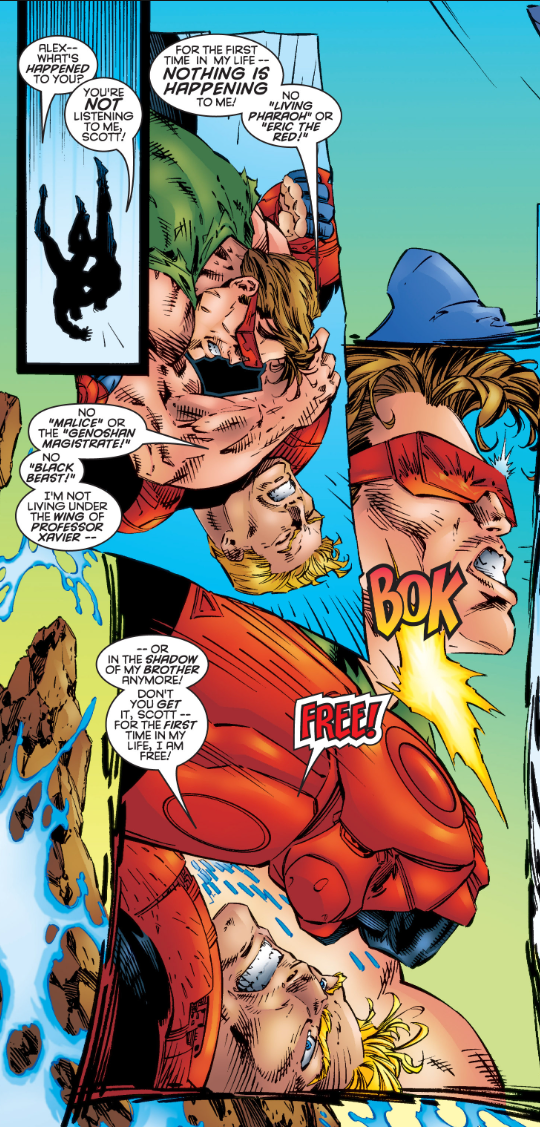 ALEX--
WHAT'S
HAPPENED
TO YOU?
YOU'RE
NOT
LISTENING
TO ME,
SCOTT!
FOR THE FIRST
TIME IN MY LIFE --
NOTHING IS
HAPPENING
TO ME!
NO
"LIVING
PHARAOH" OR
"ERIC THE
RED!"
NO
"MALICE" OR
THE "GENOSHAN
MAGISTRATE!"
NO
"BLACK
BEAST!"
I'M NOT
LIVING UNDER
THE WING OF
PROFESSOR
XAVIER --
BOK
-- OR
IN THE SHADOW
OF MY BROTHER
ANYMORE!
DON'T
YOU GET
IT, SCOTT --
FOR THE FIRST
TIME IN MY
LIFE, I AM
FREE!
FREE!